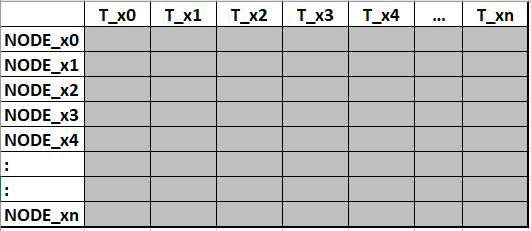 T_x0 T_x1 T_x2 T_x3 T_x4 ... T_xn
NODE_x0
NODE_x1
NODE_x2
NODE_x3
NODE_x4
:
:
NODE_xn